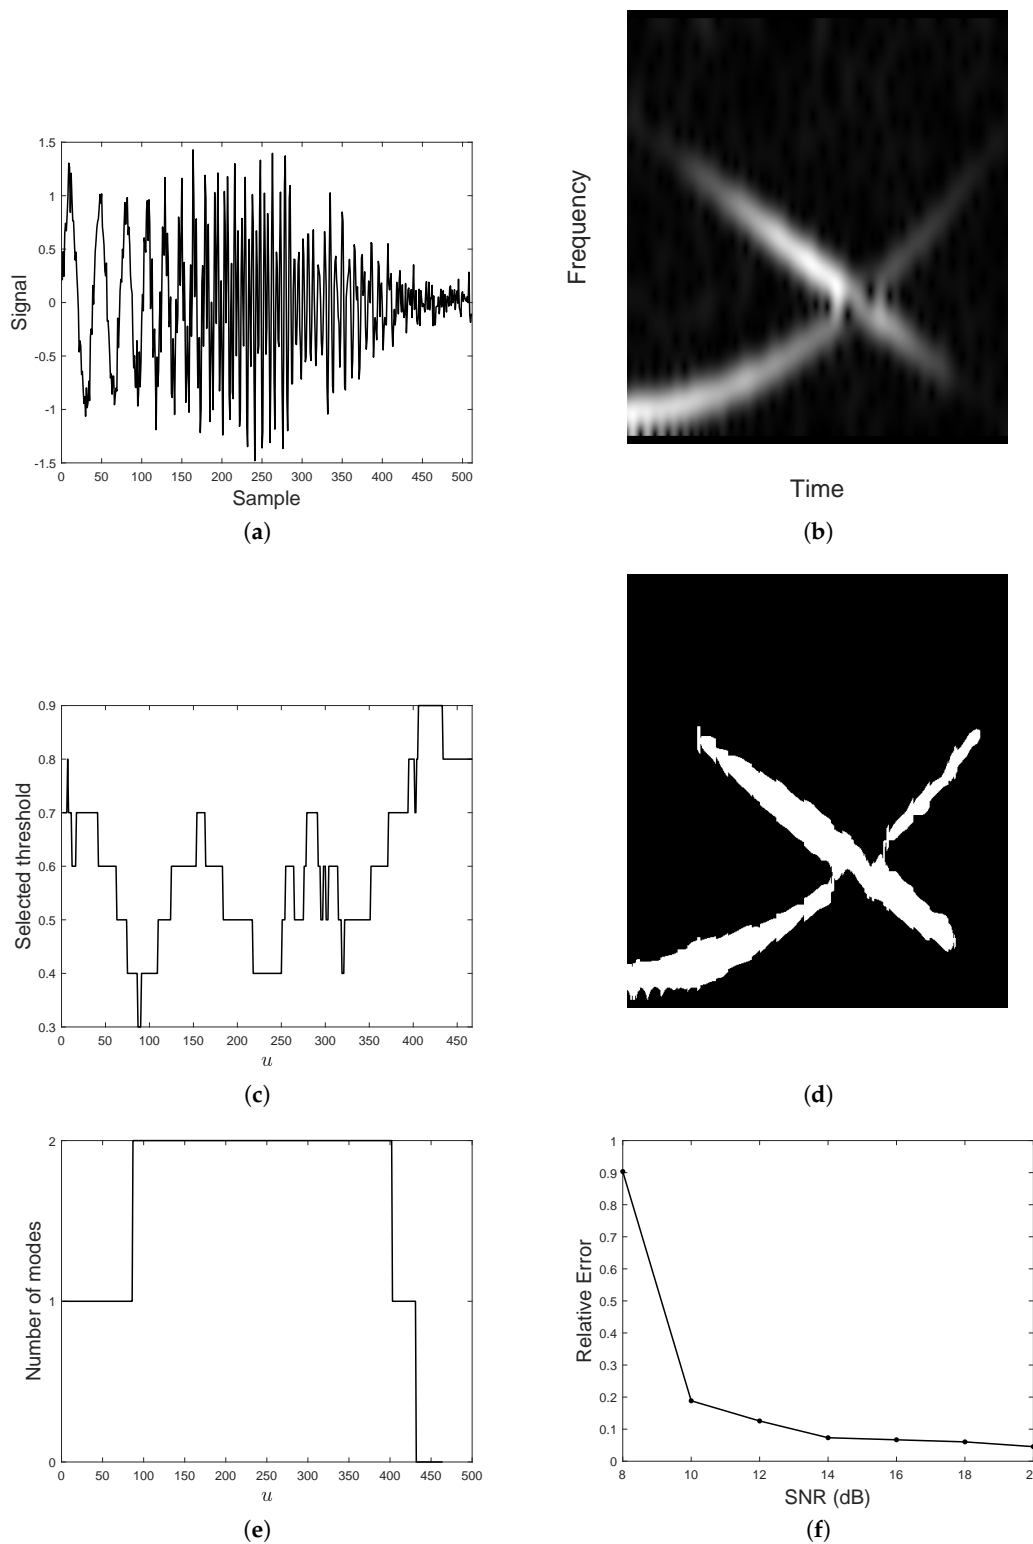 1.5
1
0.5
0
-0.5
-1
-1.5
Signal
0 50 100 150 200 250 300 350 400 450 500
Sample
(a)
Frequency
Time
(b)
0.9
0.8
0.7
0.6
0.5
0.4
0.3
Selected threshold
0 50 100 150 200 250 300 350 400 450
u
(c)
(d)
2
1
0
Number of modes
0 50 100 150 200 250 300 350 400 450 500
u
(e)
1
0.9
0.8
0.7
0.6
0.5
0.4
0.3
0.2
0.1
0
Relative Error
8 10 12 14 16 18 2
SNR (dB)
(f)